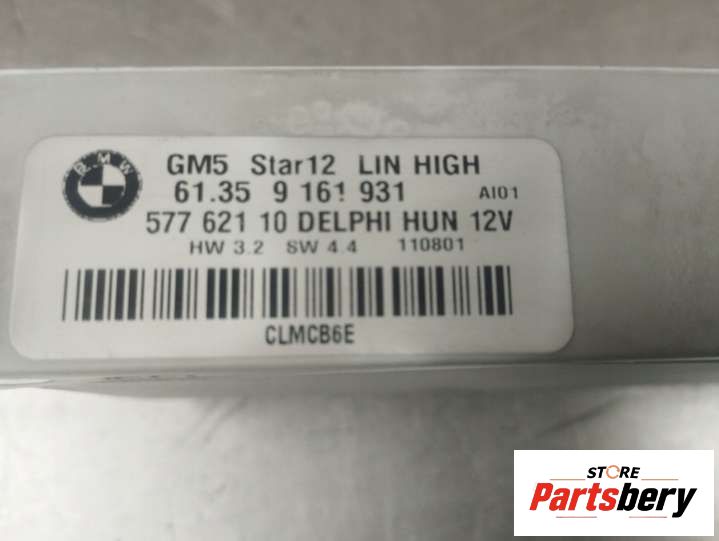 BMW
GM5 Star12 LIN HIGH
61.35 9 161 931 AI01
577 621 10 DELPHI HUN 12V
HW 3.2 SW 4.4 110801
CLMCB6E
STORE
Partsbery